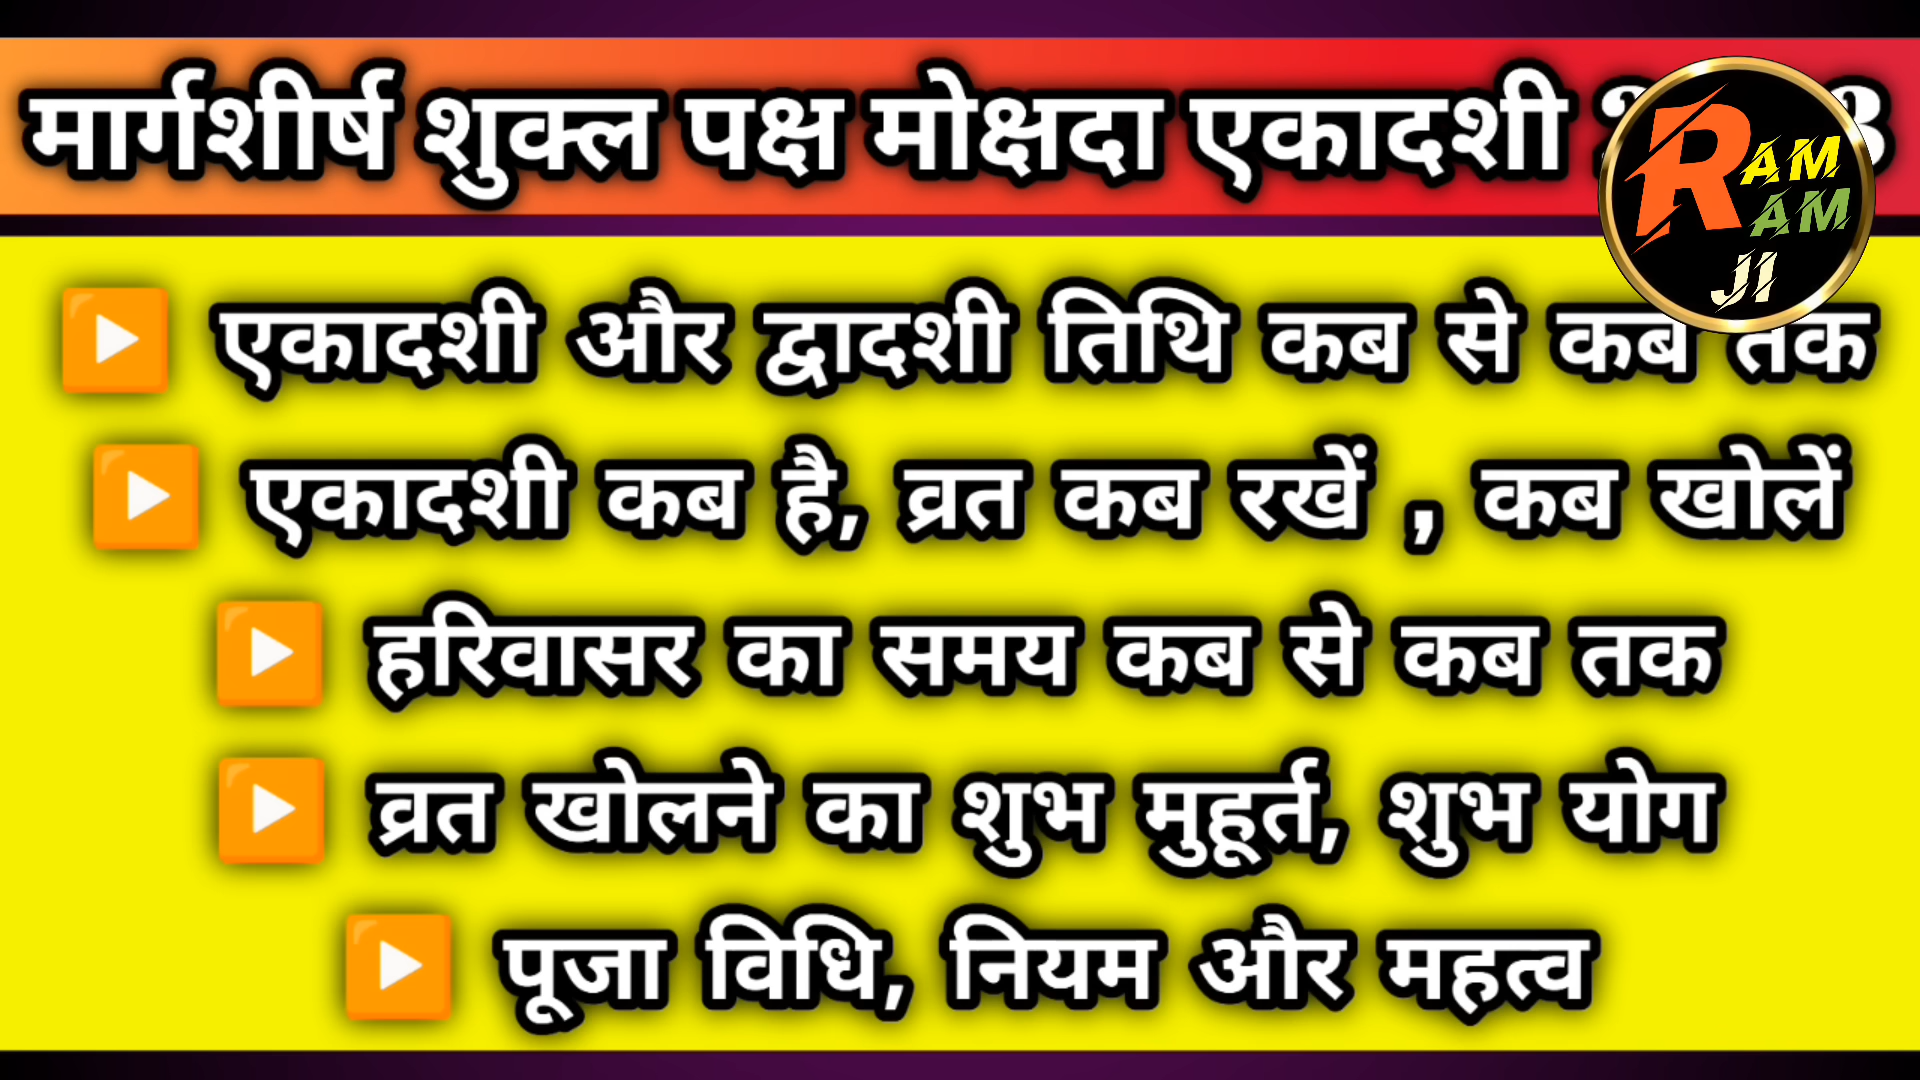 मार्गशीर्ष शुक्ल पक्ष मोक्षदा एकादशी
RAM
RAM
JI
एकादशी और द्वादशी तिथि कब से कब तक
एकादशी कब है, व्रत कब रखें , कब खोलें
हरिवासर का समय कब से कब तक
व्रत खोलने का शुभ मुहूर्त, शुभ योग
पूजा विधि, नियम और महत्व